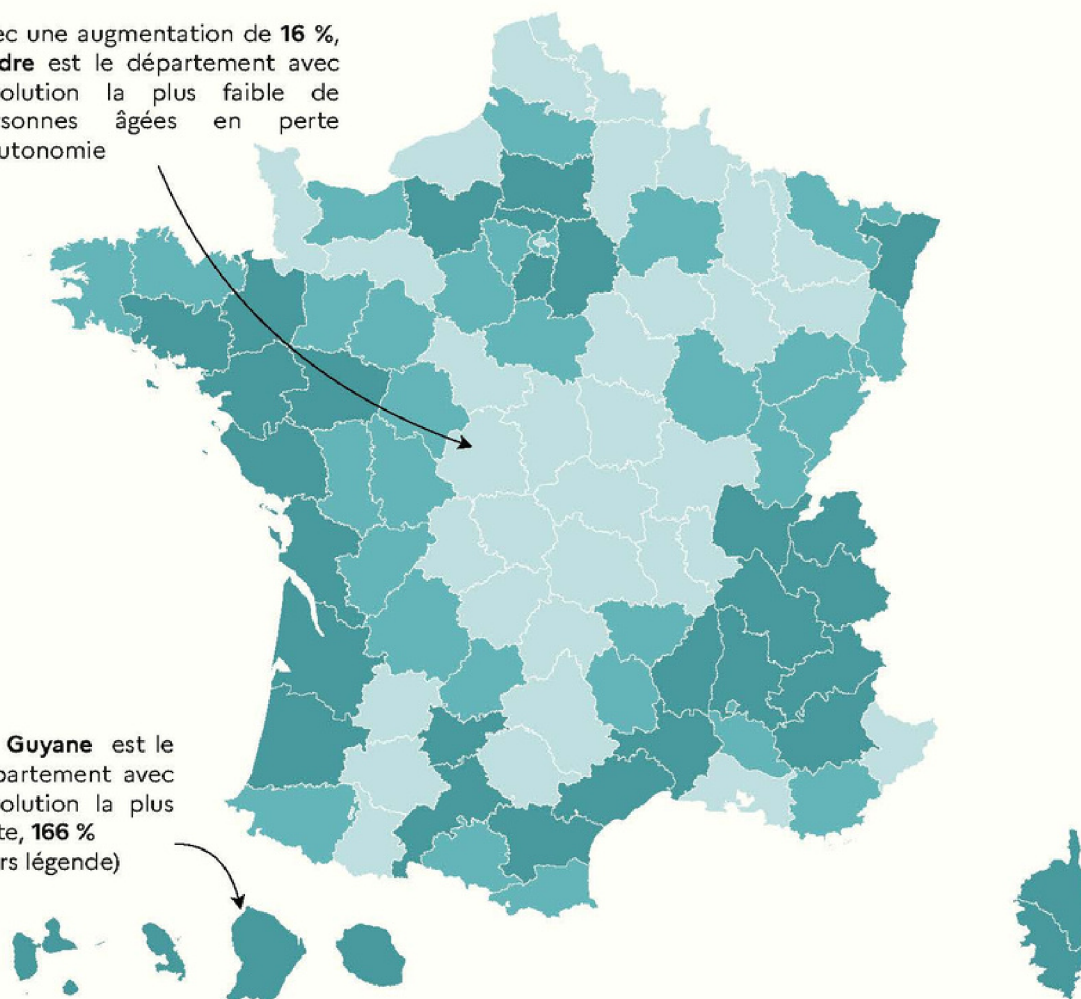 ec une augmentation de 16 %,
dre est le département avec
olution la plus faible de
sonnes âgées en perte
utonomie
Guyane est le
partement avec
olution la plus
te, 166 %
rs légende)